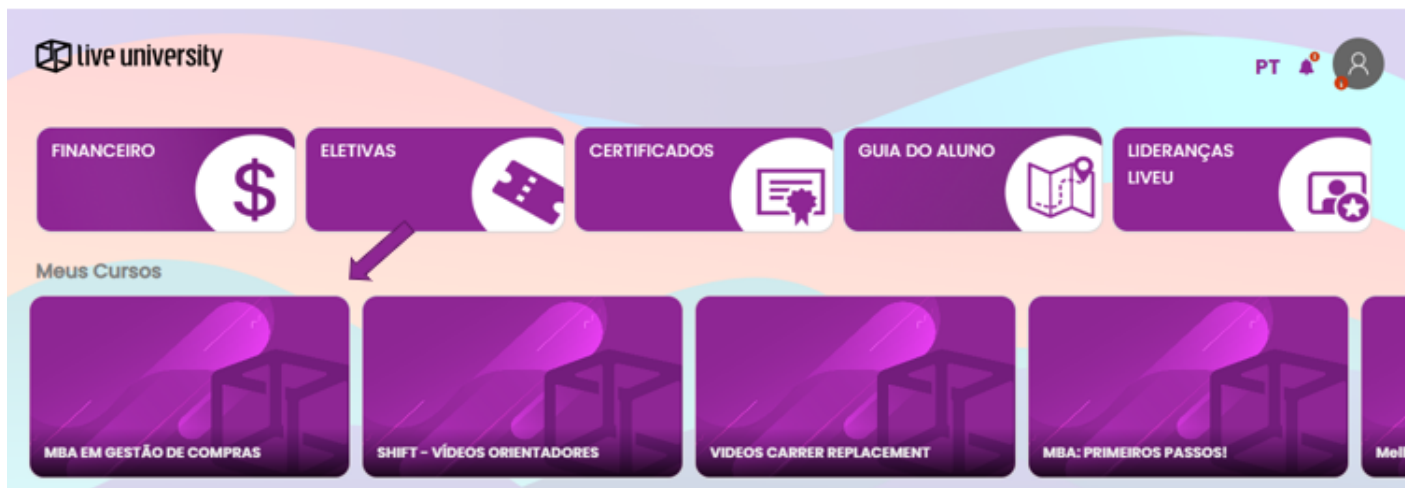 live university
PT
FINANCEIRO
$
ELETIVAS
CERTIFICADOS
GUIA DO ALUNO
LIDERANÇAS
LIVEU
Meus Cursos
MBA EM GESTÃO DE COMPRAS
SHIFT - VÍDEOS ORIENTADORES
VIDEOS CARRER REPLACEMENT
MBA: PRIMEIROS PASSOS!